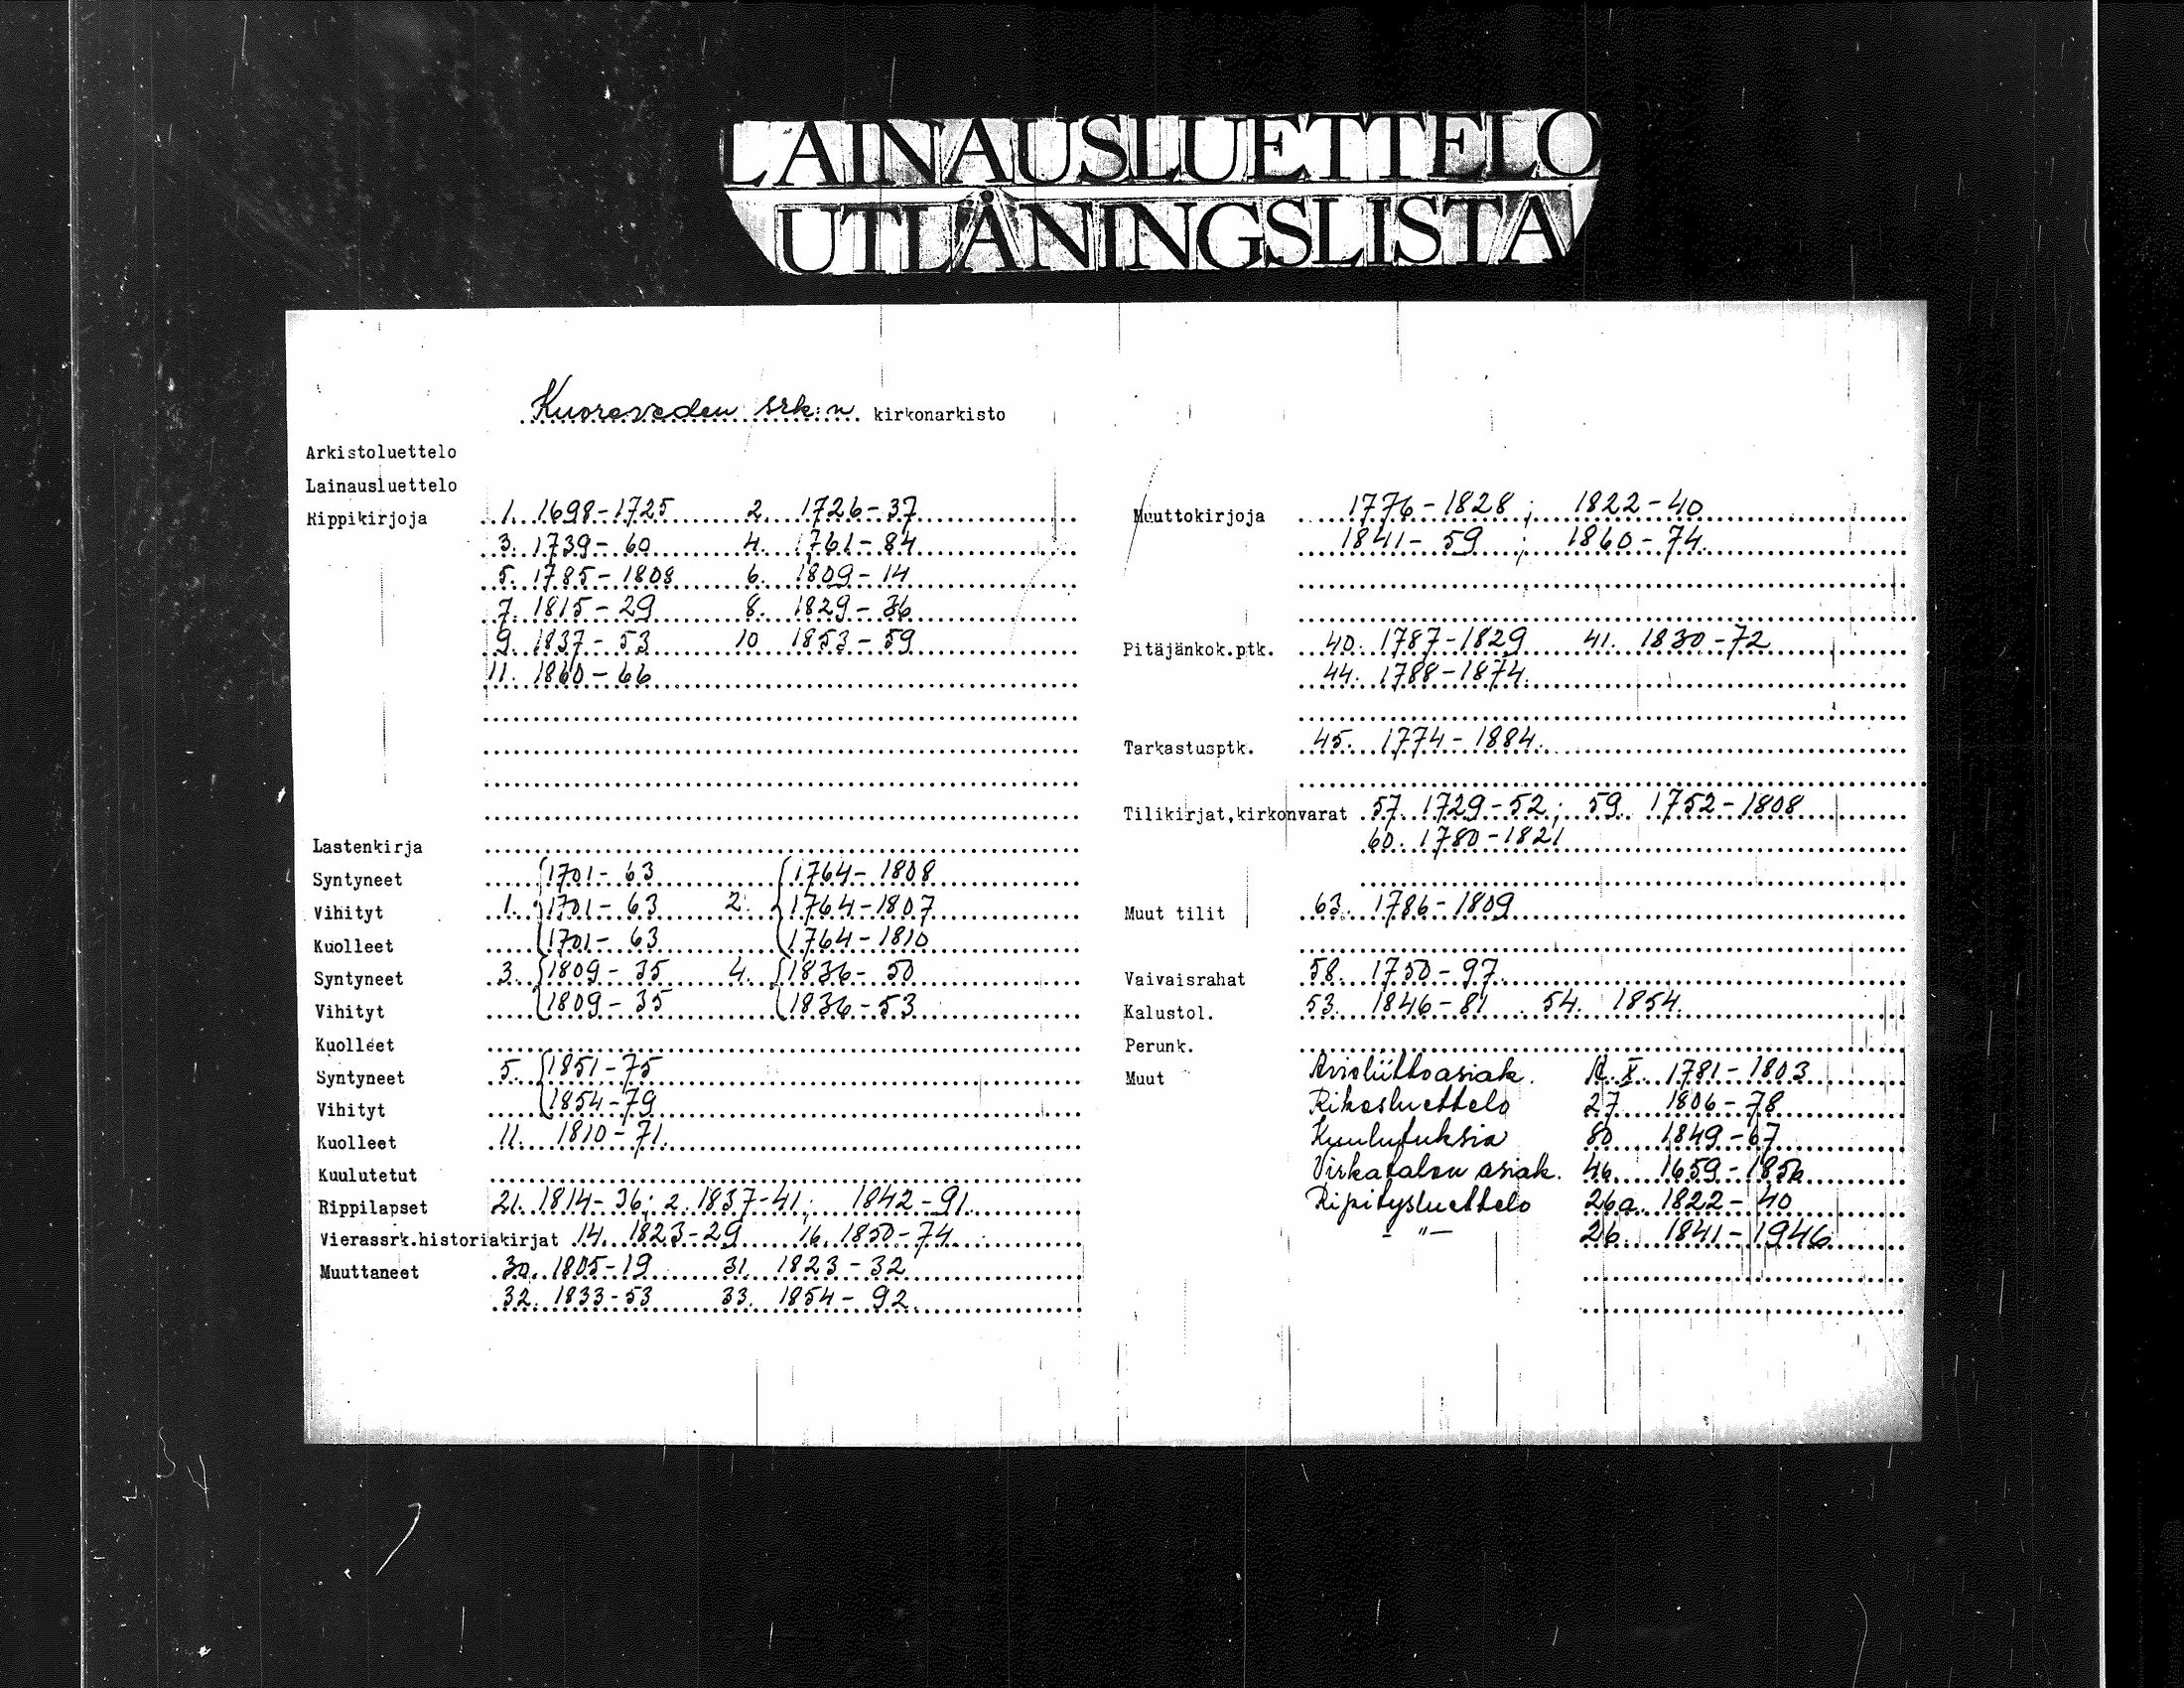 LAINAUSLUETTELO
UTLÅNINGSLISTA
Kuoreveden srk:n kirkonarkisto
Arkistoluettelo
Lainausluettelo
Rippikirjoja 1. 1698-1725 2. 1726-37
3. 1739-60 4. 1761-84
5. 1785-1808 6. 1809-14
7. 1815-29 8. 1829-36
9. 1837-53 10 1853-59
11. 1860-66
Lastenkirja
Syntyneet 1701-63 1764-1808
Vihityt 1. 1701-63 2. 1764-1807
Kuolleet 1701-63 1764-1810
Syntyneet 3. 1809-35 4. 1836-50
Vihityt 1809-35 1836-53
Kuolleet
Syntyneet 5. 1851-75
Vihityt 1854-79
Kuolleet 11. 1810-71.
Kuulutetut
Rippilapset 21. 1814-36; 2. 1837-41; 1842-91.
Vierassrk.historiakirjat 14. 1823-29 16. 1850-74
Muuttaneet 30. 1805-19 31. 1823-32
32. 1833-53 33. 1854-92.
Muuttokirjoja 1776-1828; 1822-40
1841-59; 1860-74.
Pitäjänkok.ptk. 40. 1787-1829 41. 1830-72
44. 1788-1874.
Tarkastusptk. 45. 1774-1884.
Tilikirjat,kirkonvarat 57. 1729-52; 59. 1752-1808
60. 1780-1821
Muut tilit 63. 1786-1809
Vaivaisrahat 58. 1750-97.
Kalustol. 53. 1846-81 54. 1854.
Perunk.
Muut Avioliittoasiak. X. 1781-1803
Rikosluettelo 27 1806-78
Kuulutuksia 80 1849-67
Virkatalon asiak. 46. 1659-1856
Ripitysluettelo 26a. 1822-40
- " - 26. 1841-1946